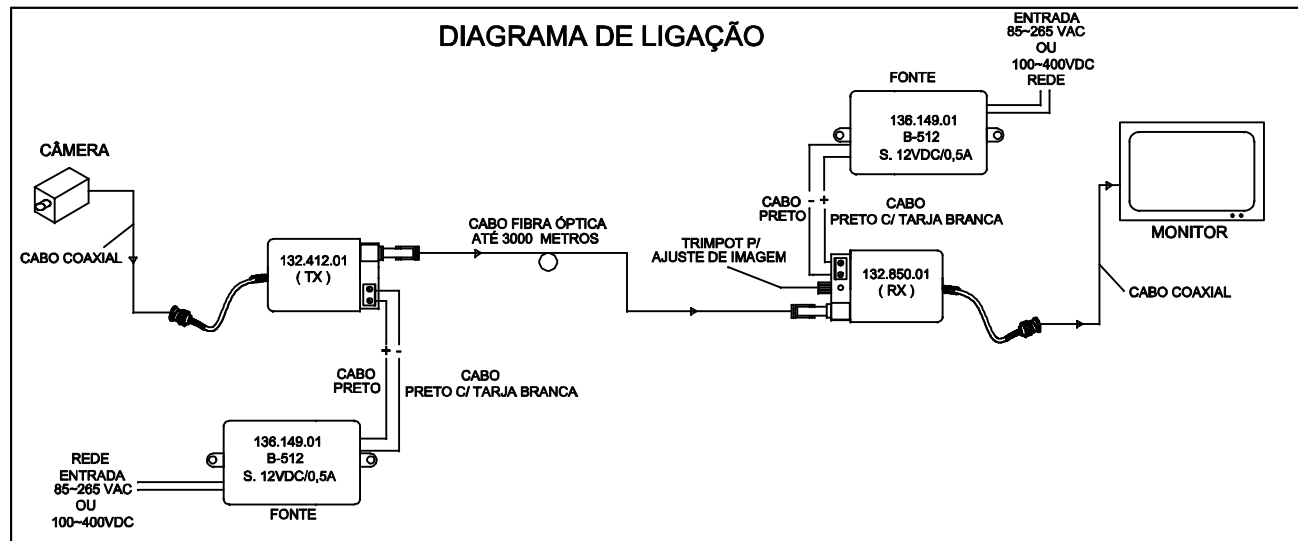 DIAGRAMA DE LIGAÇÃO
ENTRADA
85~265 VAC
OU
100~400VDC
REDE
FONTE
136.149.01
B-512
S. 12VDC/0,5A
CÂMERA
CABO COAXIAL
132.412.01
( TX )
CABO FIBRA ÓPTICA
ATÉ 3000 METROS
- +
CABO
PRETO
CABO
PRETO C/ TARJA BRANCA
TRIMPOT P/
AJUSTE DE IMAGEM
132.850.01
( RX )
MONITOR
CABO COAXIAL
+ -
CABO
PRETO
CABO
PRETO C/ TARJA BRANCA
136.149.01
B-512
S. 12VDC/0,5A
FONTE
REDE
ENTRADA
85~265 VAC
OU
100~400VDC